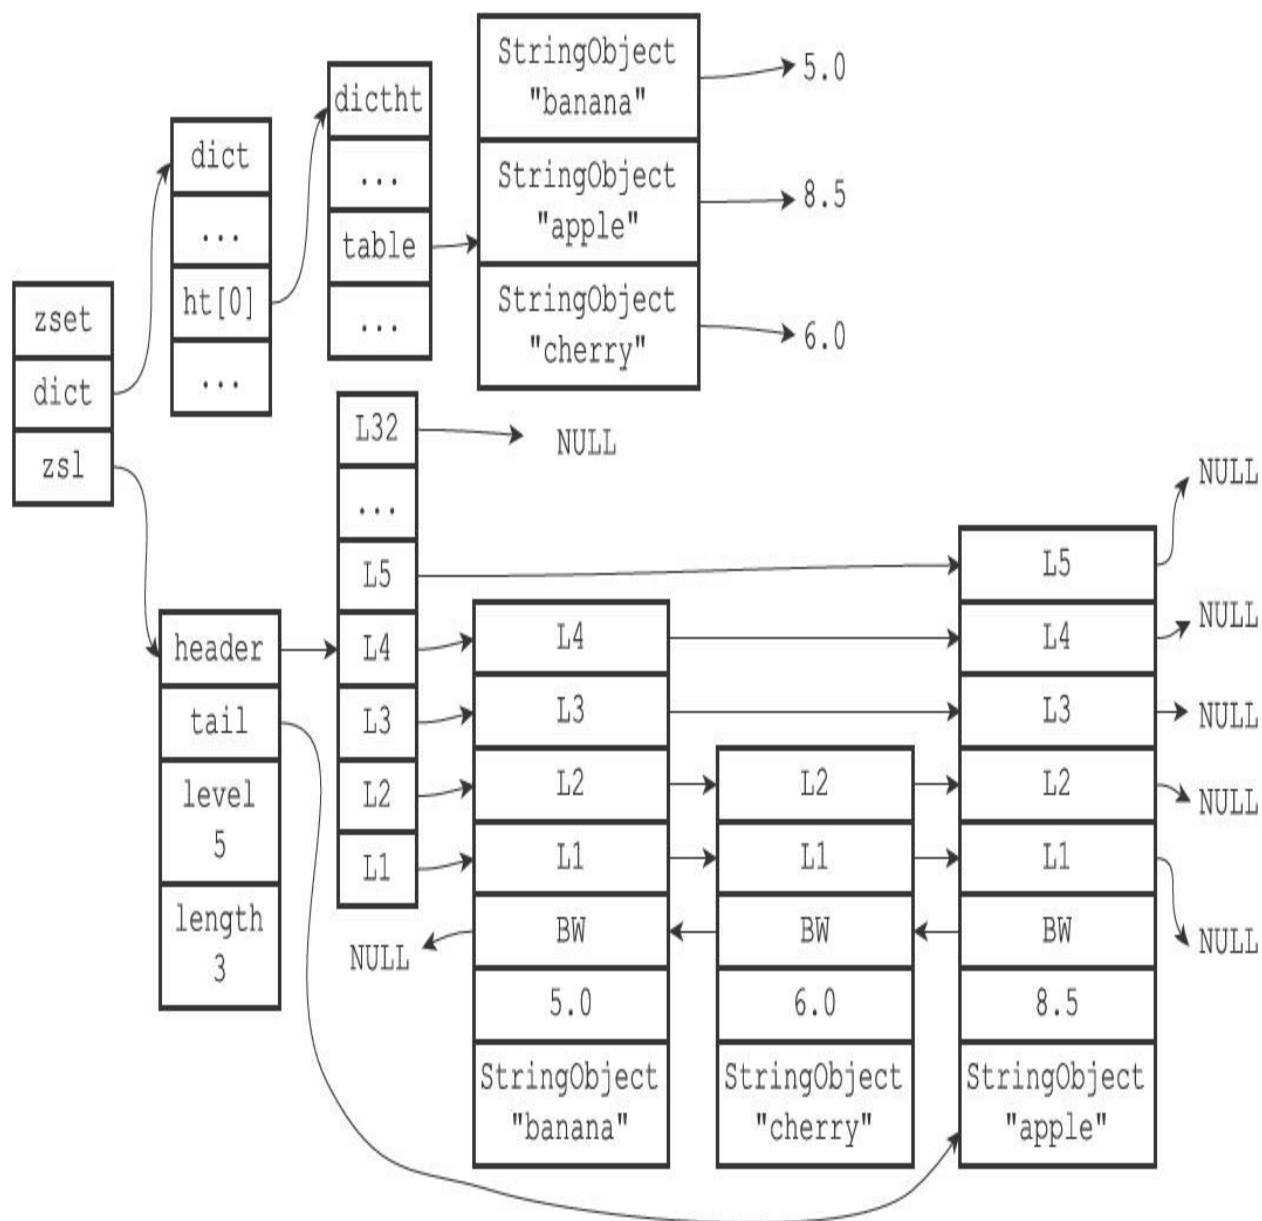 zset
dict
zsl
dict
...
ht[0]
...
dictht
...
table
...
StringObject
"banana"
StringObject
"apple"
StringObject
"cherry"
5.0
8.5
6.0
header
tail
level
5
length
3
L32
...
L5
L4
L3
L2
L1
NULL
NULL
L4
L3
L2
L1
BW
5.0
StringObject
"banana"
L2
L1
BW
6.0
StringObject
"cherry"
L5
L4
L3
L2
L1
BW
8.5
StringObject
"apple"
NULL
NULL
NULL
NULL
NULL